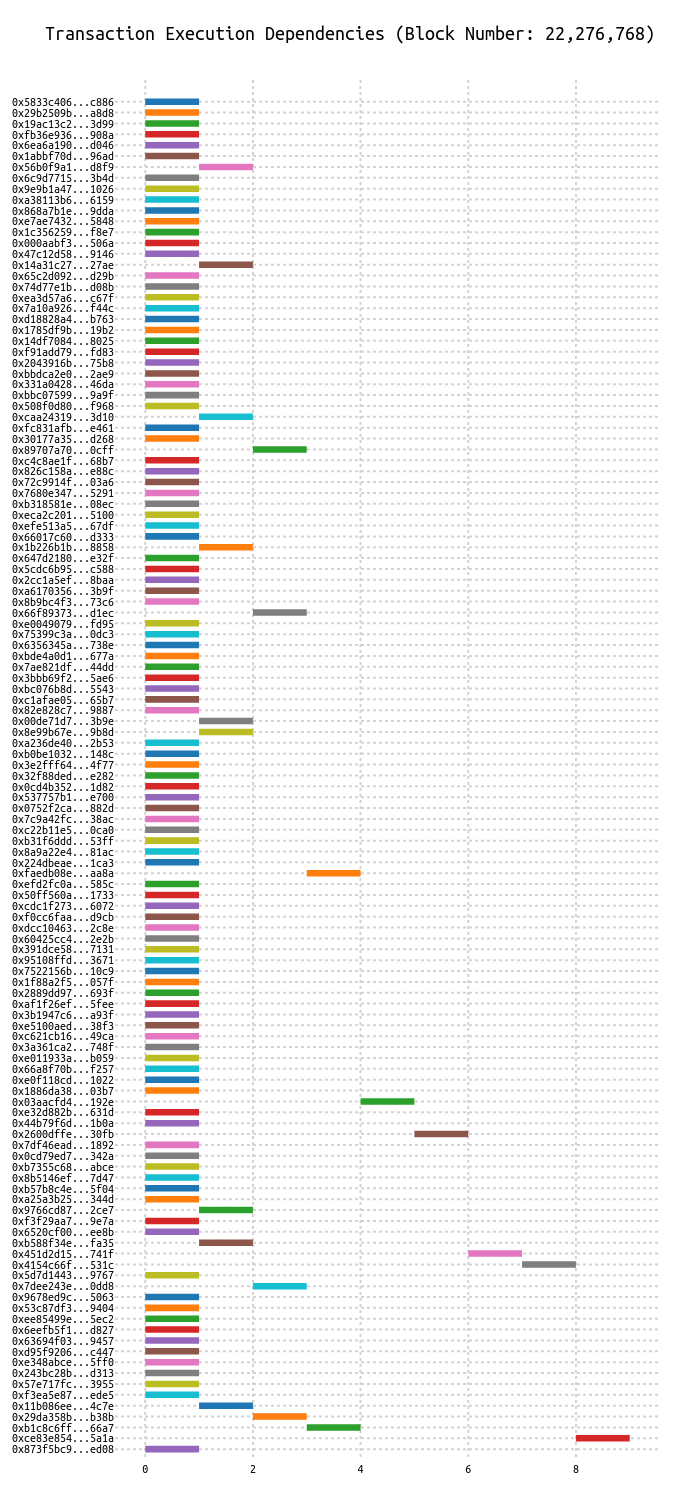 Transaction Execution Dependencies (Block Number: 22,276,768)
0x5833c406...c886
0x29b2509b...a8d8
0x19ac13c2...3d99
0xfb36e936...908a
0x6ea6a190...d046
0x1abbf70d...96ad
0x56b0f9a1...d8f9
0x6c9d7715...3b4d
0x9e9b1a47...1026
0xa38113b6...6159
0x868a7b1e...9dda
0xe7ae7432...5848
0x1c356259...f8e7
0x000aabf3...506a
0x47c12d58...9146
0x14a31c27...27ae
0x65c2d092...d29b
0x74d77e1b...d08b
0xea3d57a6...c67f
0x7a10a926...f44c
0xd18828a4...b763
0x1785df9b...19b2
0x14df7084...8025
0xf91add79...fd83
0x2043916b...75b8
0xbbdca2e0...2ae9
0x331a0428...46da
0xbbc07599...9a9f
0x508f0d80...f968
0xcaa24319...3d10
0xfc831afb...e461
0x30177a35...d268
0x89707a70...0cff
0xc4c8ae1f...68b7
0x826c158a...e88c
0x72c9914f...03a6
0x7680e347...5291
0xb318581e...08ec
0xeca2c201...5100
0xefe513a5...67df
0x66017c60...d333
0x1b226b1b...8858
0x647d2180...e32f
0x5cdc6b95...c588
0x2cc1a5ef...8baa
0xa6170356...3b9f
0x8b9bc4f3...73c6
0x66f89373...d1ec
0xe0049079...fd95
0x75399c3a...0dc3
0x6356345a...738e
0xbde4a0d1...677a
0x7ae821df...44dd
0x3bbb69f2...5ae6
0xbc076b8d...5543
0xc1afae05...65b7
0x82e828c7...9887
0x00de71d7...3b9e
0x8e99b67e...9b8d
0xa236de40...2b53
0xb0be1032...148c
0x3e2fff64...4f77
0x32f88ded...e282
0x0cd4b352...1d82
0x537757b1...e700
0x0752f2ca...882d
0x7c9a42fc...38ac
0xc22b11e5...0ca0
0xb31f6ddd...53ff
0x8a9a22e4...81ac
0x224dbeae...1ca3
0xfaedb08e...aa8a
0xefd2fc0a...585c
0x50ff560a...1733
0xcdc1f273...6072
0xf0cc6faa...d9cb
0xdcc10463...2c8e
0x60425cc4...2e2b
0x391dce58...7131
0x95108ffd...3671
0x7522156b...10c9
0x1f88a2f5...057f
0x2889dd97...693f
0xaf1f26ef...5fee
0x3b1947c6...a93f
0xe5100aed...38f3
0xc621cb16...49ca
0x3a361ca2...748f
0xe011933a...b059
0x66a8f70b...f257
0xe0f118cd...1022
0x1886da38...03b7
0x03aacfd4...192e
0xe32d882b...631d
0x44b79f6d...1b0a
0x2600dffe...30fb
0x7df46ead...1892
0x0cd79ed7...342a
0xb7355c68...abce
0x8b5146ef...7d47
0xb57b8c4e...5f04
0xa25a3b25...344d
0x9766cd87...2ce7
0xf3f29aa7...9e7a
0x6520cf00...ee8b
0xb588f34e...fa35
0x451d2d15...741f
0x4154c66f...531c
0x5d7d1443...9767
0x7dee243e...0dd8
0x9678ed9c...5063
0x53c87df3...9404
0xee85499e...5ec2
0x6eefb5f1...d827
0x63694f03...9457
0xd95f9206...c447
0xe348abce...5ff0
0x243bc28b...d313
0x57e717fc...3955
0xf3ea5e87...ede5
0x11b086ee...4c7e
0x29da358b...b38b
0xb1c8c6ff...66a7
0xce83e854...5a1a
0x873f5bc9...ed08
0 2 4 6 8